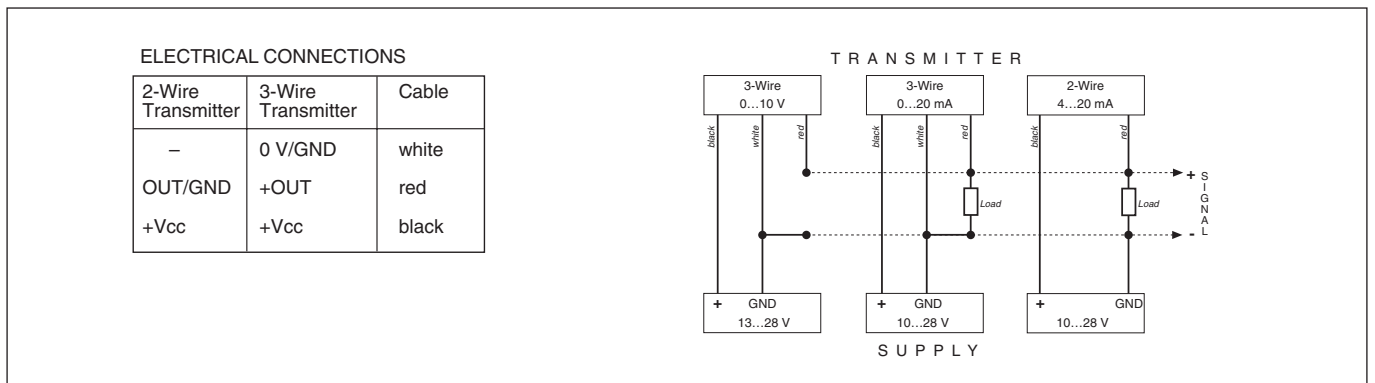 ELECTRICAL CONNECTIONS
2-Wire Transmitter 3-Wire Transmitter Cable
– 0 V/GND white
OUT/GND +OUT red
+Vcc +Vcc black
TRANSMITTER
3-Wire 3-Wire 2-Wire
0…10 V 0…20 mA 4…20 mA
black white red black white red black red
+ SIGNAL -
Load Load
+ GND + GND + GND
13…28 V 10…28 V 10…28 V
SUPPLY